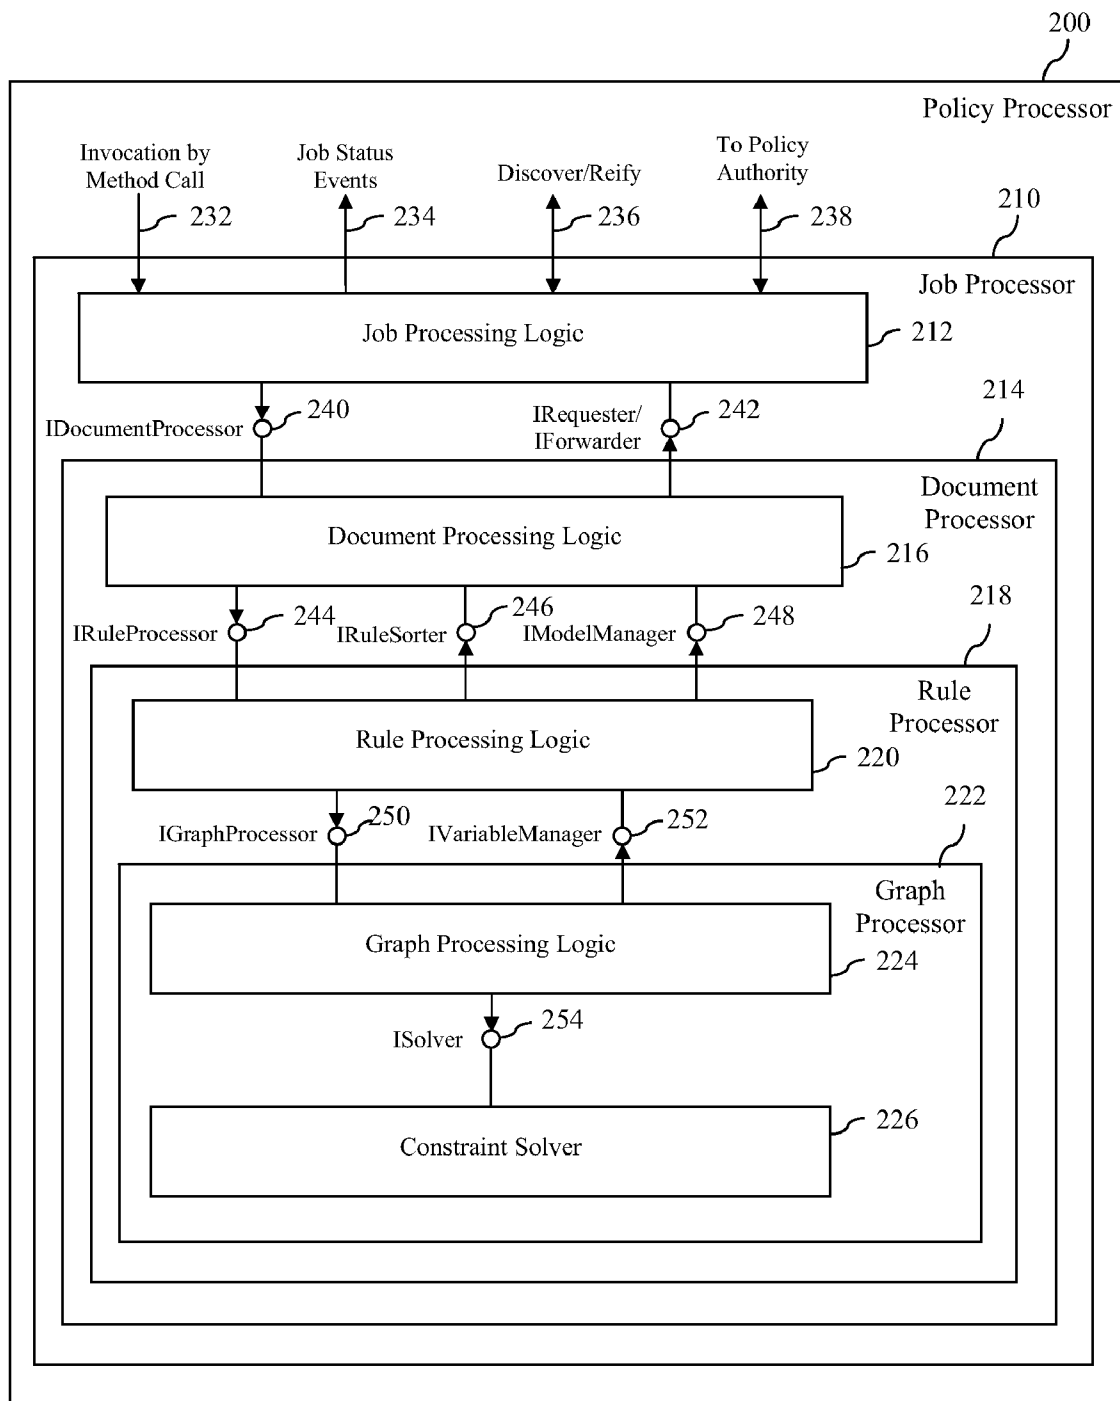 200
Policy Processor
Invocation by
Method Call
232
Job Status
Events
234
Discover/Reify
236
To Policy
Authority
238
210
Job Processor
Job Processing Logic
212
IDocumentProcessor
240
IRequester/
IForwarder
242
214
Document
Processor
Document Processing Logic
216
IRuleProcessor
244
IRuleSorter
246
IModelManager
248
218
Rule
Processor
Rule Processing Logic
220
IGraphProcessor
250
IVariableManager
252
222
Graph
Processor
Graph Processing Logic
224
ISolver
254
Constraint Solver
226